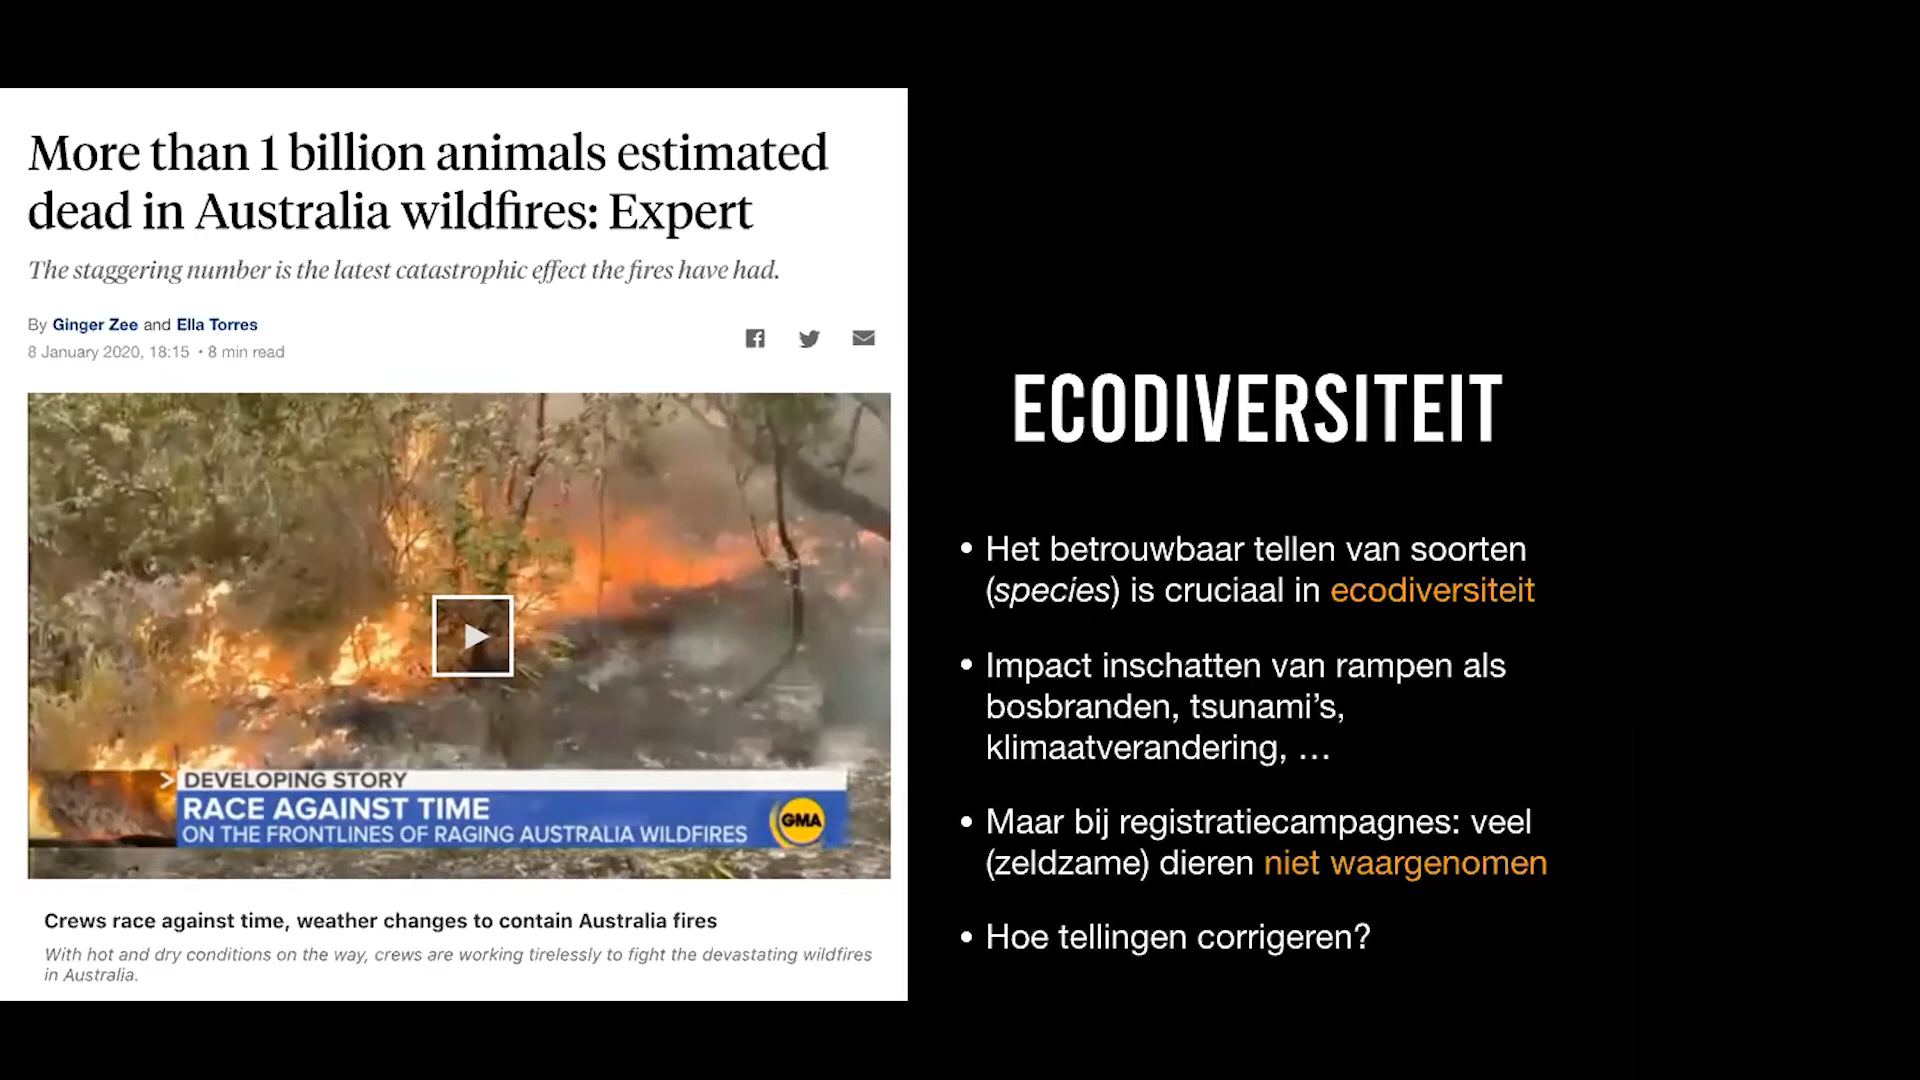 More than 1 billion animals estimated
dead in Australia wildfires: Expert
The staggering number is the latest catastrophic effect the fires have had.
By Ginger Zee and Ella Torres
8 January 2020, 18:15 • 8 min read
DEVELOPING STORY
RACE AGAINST TIME
ON THE FRONTLINES OF RAGING AUSTRALIA WILDFIRES
GMA
Crews race against time, weather changes to contain Australia fires
With hot and dry conditions on the way, crews are working tirelessly to fight the devastating wildfires
in Australia.
ECODIVERSITEIT
• Het betrouwbaar tellen van soorten
(species) is cruciaal in ecodiversiteit
• Impact inschatten van rampen als
bosbranden, tsunami’s,
klimaatverandering, …
• Maar bij registratiecampagnes: veel
(zeldzame) dieren niet waargenomen
• Hoe tellingen corrigeren?